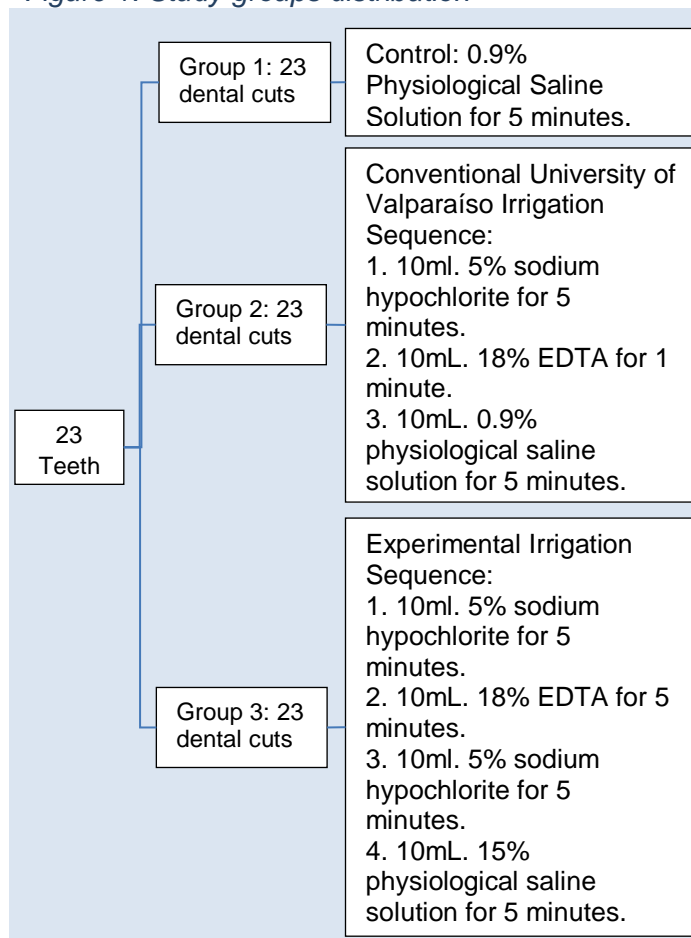 Figure Study groups distribution
23
Teeth
Group 1: 23
dental cuts
Control: 0.9%
Physiological Saline
Solution for 5 minutes.
Group 2: 23
dental cuts
Conventional University of
Valparaíso Irrigation
Sequence:
1. 10ml. 5% sodium
hypochlorite for 5
minutes.
2. 10mL. 18% EDTA for 1
minute.
3. 10mL. 0.9%
physiological saline
solution for 5 minutes.
Group 3: 23
dental cuts
Experimental Irrigation
Sequence:
1. 10ml. 5% sodium
hypochlorite for 5
minutes.
2. 10mL. 18% EDTA for 5
minutes.
3. 10ml. 5% sodium
hypochlorite for 5
minutes.
4. 10mL. 15%
physiological saline
solution for 5 minutes.